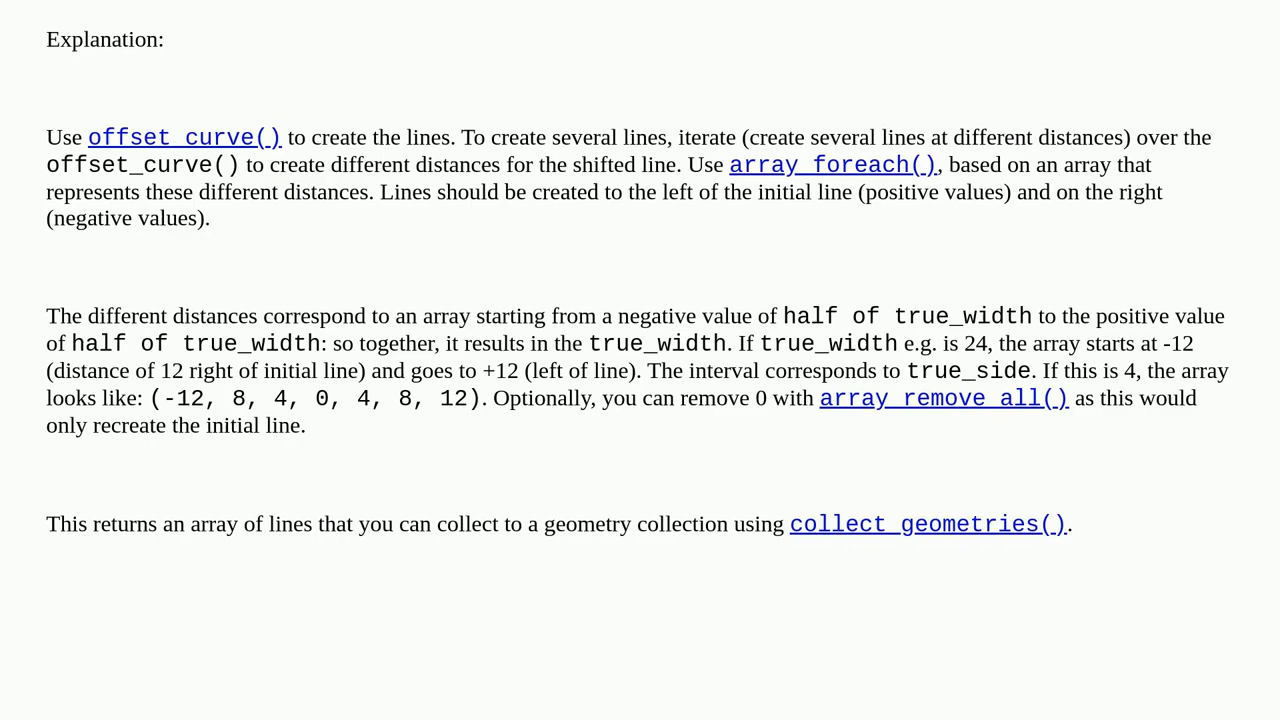 Explanation:
Use offset_curve() to create the lines. To create several lines, iterate (create several lines at different distances) over the
offset_curve() to create different distances for the shifted line. Use array_foreach(), based on an array that
represents these different distances. Lines should be created to the left of the initial line (positive values) and on the right
(negative values).
The different distances correspond to an array starting from a negative value of half of true_width to the positive value
of half of true_width: so together, it results in the true_width. If true_width e.g. is 24, the array starts at -12
(distance of 12 right of initial line) and goes to +12 (left of line). The interval corresponds to true_side. If this is 4, the array
looks like: (-12, 8, 4, 0, 4, 8, 12). Optionally, you can remove 0 with array_remove_all() as this would
only recreate the initial line.
This returns an array of lines that you can collect to a geometry collection using collect_geometries().